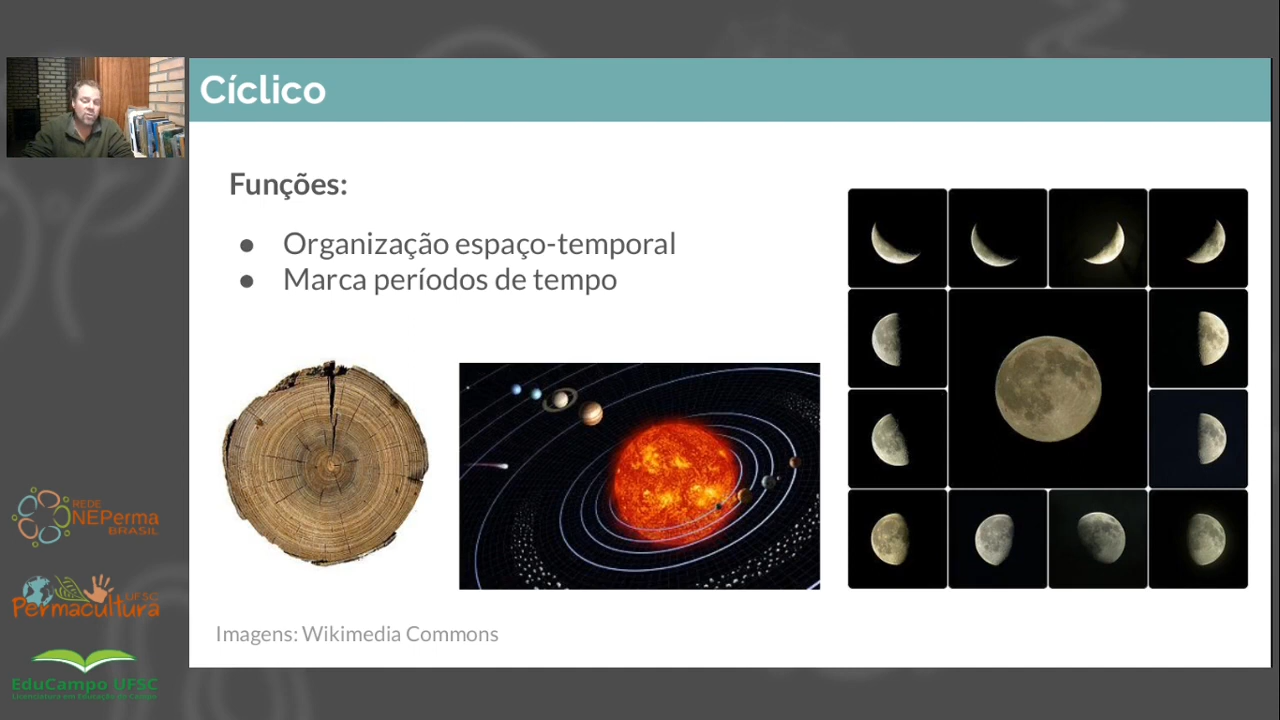 Cíclico
Funções:
● Organização espaço-temporal
● Marca períodos de tempo
Imagens: Wikimedia Commons
REDE
NEPerma
BRASIL
UFSC
Permacultura
EduCampo UFSC
Licenciatura em Educação do Campo